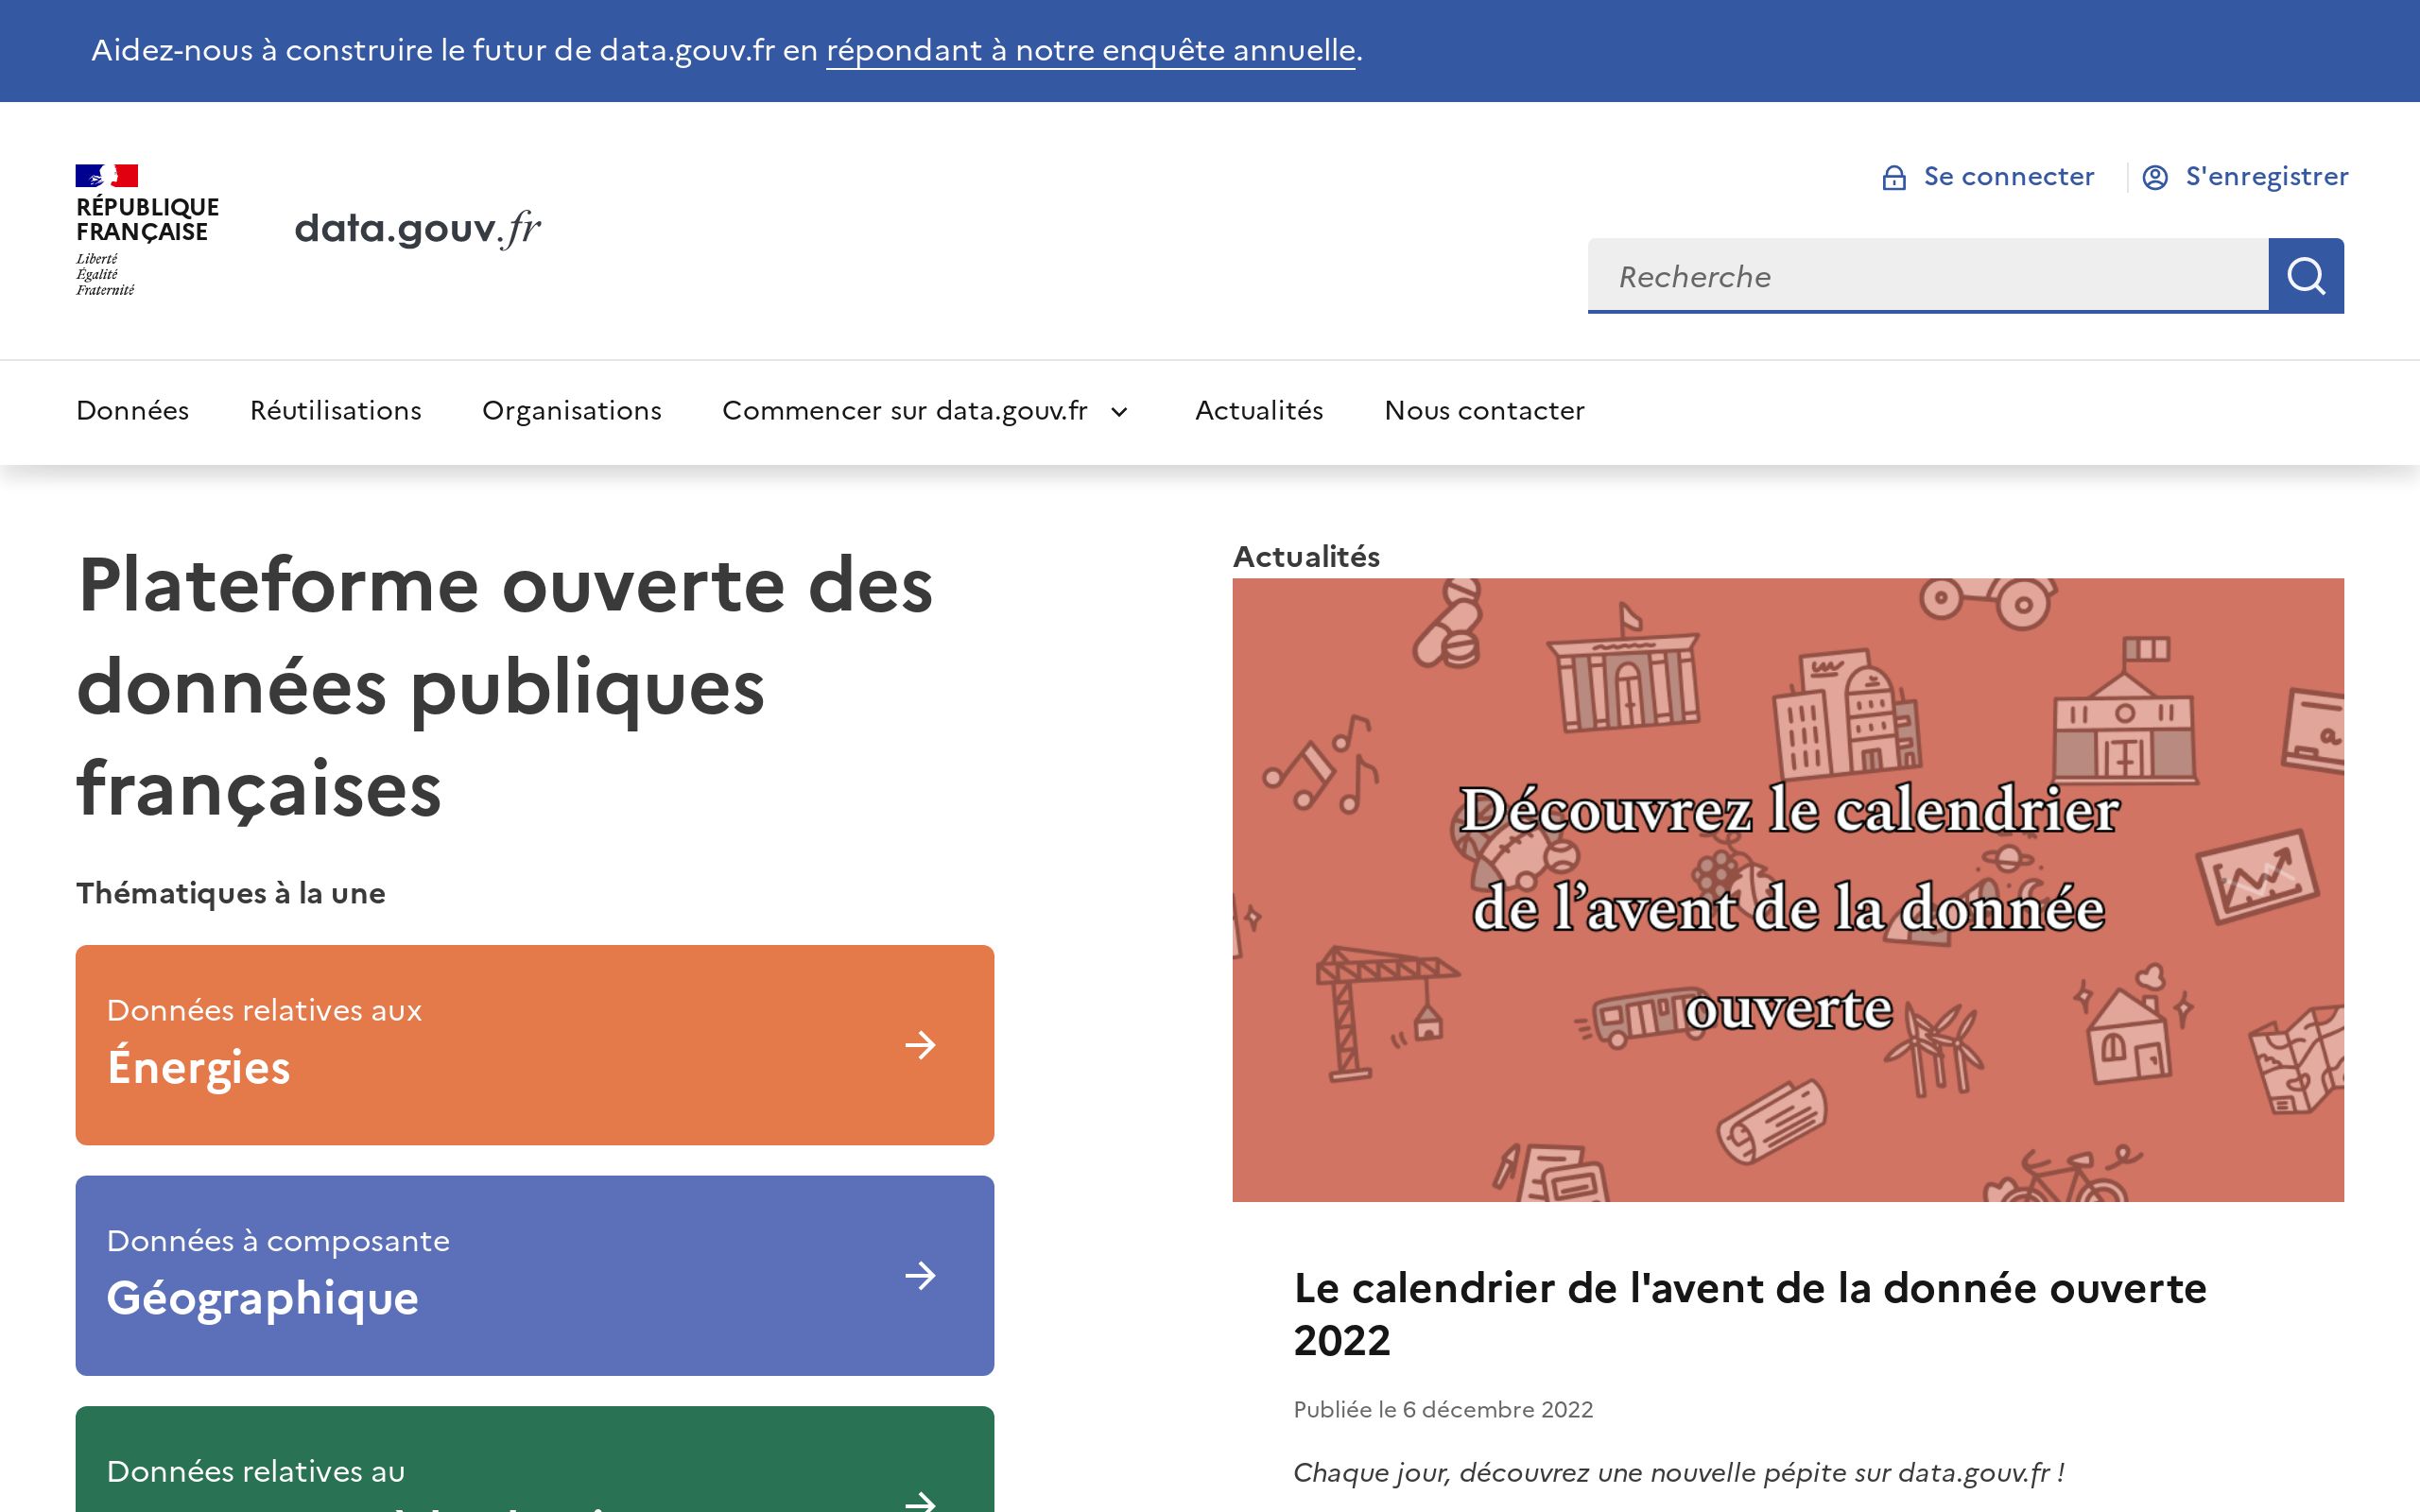 Aidez-nous à construire le futur de data.gouv.fr en répondant à notre enquête annuelle.
RÉPUBLIQUE
FRANÇAISE
Liberté
Égalité
Fraternité
data.gouv.fr
Se connecter
S'enregistrer
Recherche
Données
Réutilisations
Organisations
Commencer sur data.gouv.fr
Actualités
Nous contacter
Plateforme ouverte des
données publiques
françaises
Thématiques à la une
Données relatives aux
Énergies
Données à composante
Géographique
Données relatives au
Actualités
Découvrez le calendrier
de l’avent de la donnée
ouverte
Le calendrier de l'avent de la donnée ouverte
2022
Publiée le 6 décembre 2022
Chaque jour, découvrez une nouvelle pépite sur data.gouv.fr !